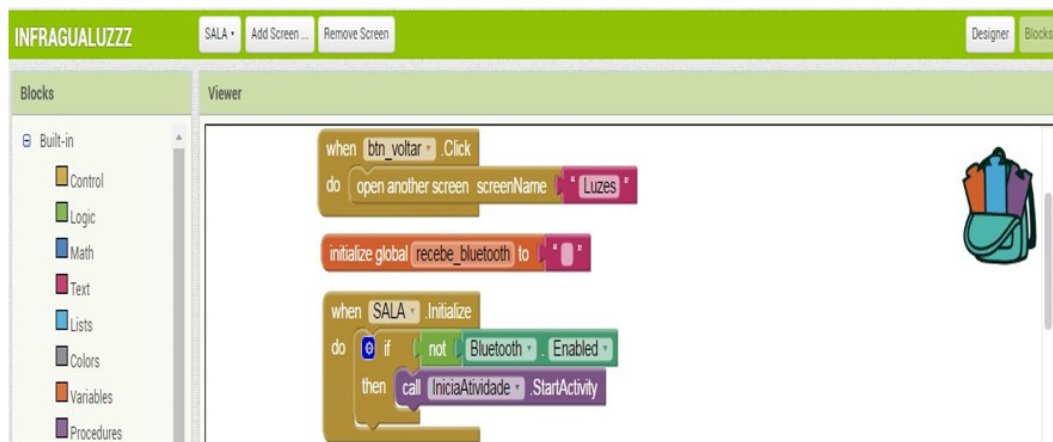 INFRAGUALUZZZ
SALA Add Screen ... Remove Screen
Designer Blocks
Blocks
Viewer
Built-in
Control
Logic
Math
Text
Lists
Colors
Variables
Procedures
when btn_voltar .Click
do open another screen screenName " Luzes "
initialize global recebe_bluetooth to " "
when SALA .Initialize
do if not Bluetooth . Enabled
then call IniciaAtividade .StartActivity